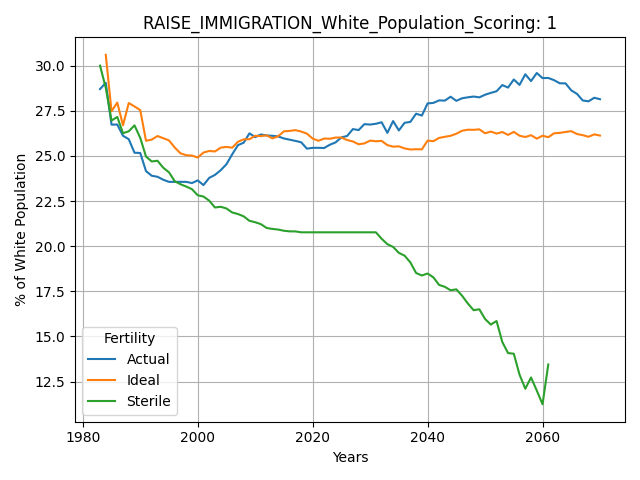 RAISE_IMMIGRATION_White_Population_Scoring: 1
% of White Population
30.0
27.5
25.0
22.5
20.0
17.5
15.0
12.5
Fertility
Actual
Ideal
Sterile
1980
2000
2020
2040
2060
Years